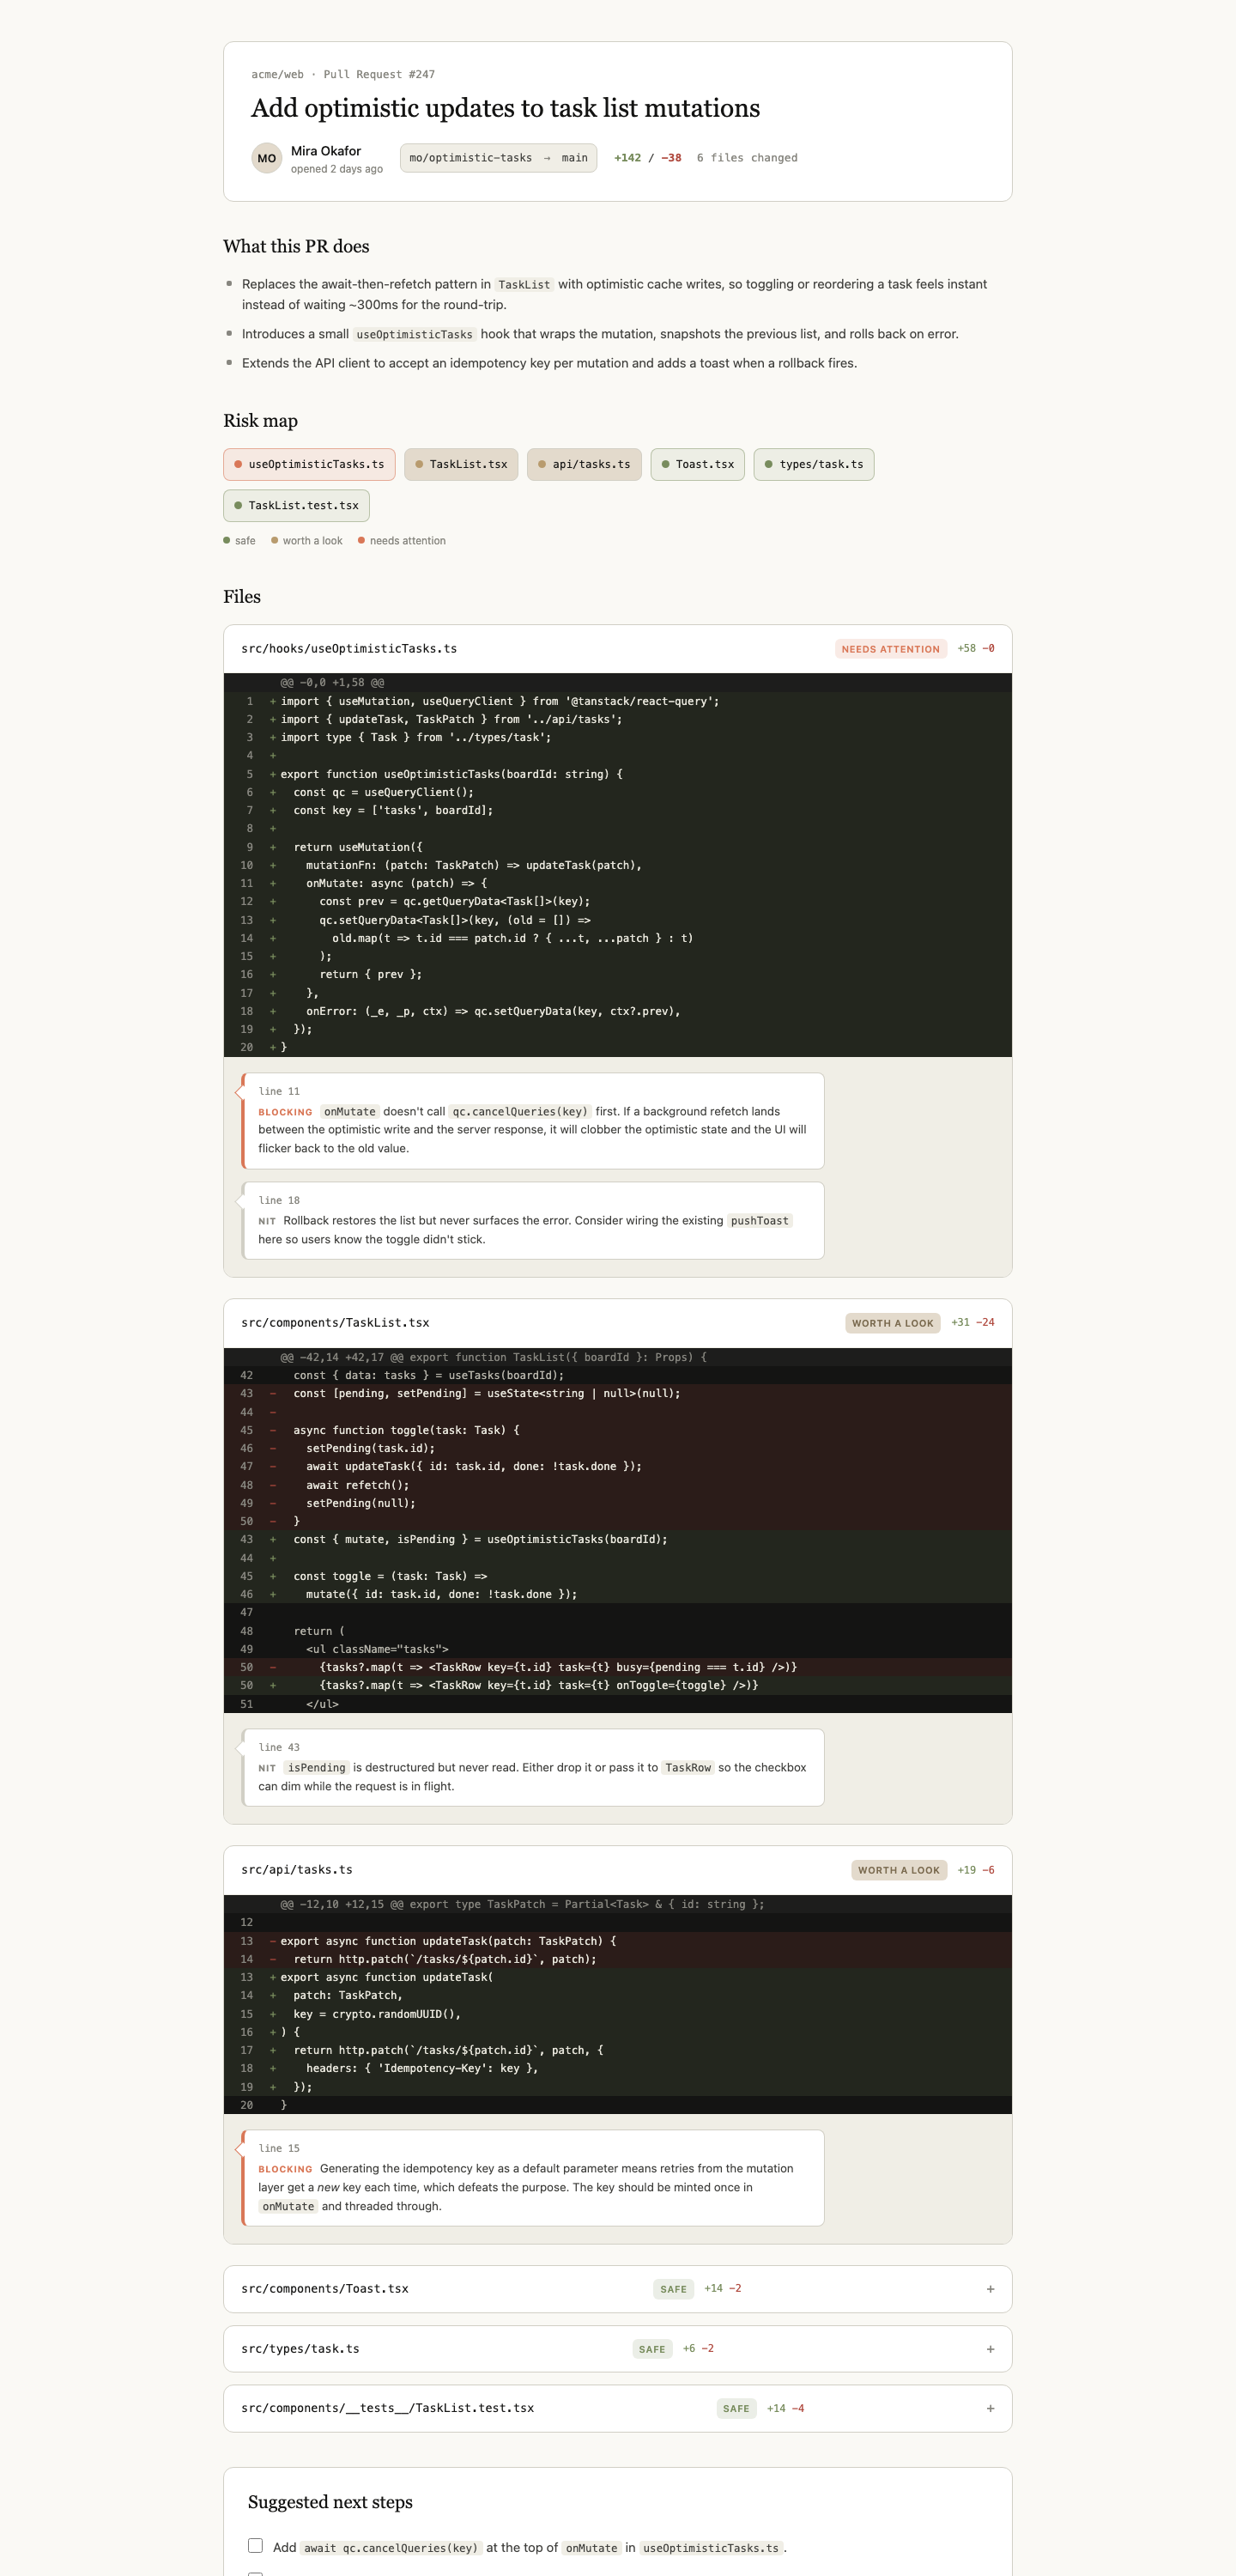 acme/web · Pull Request #247
Add optimistic updates to task list mutations
MO
Mira Okafor
opened 2 days ago
mo/optimistic-tasks → main
+142 / −38
6 files changed
What this PR does
Replaces the await-then-refetch pattern in TaskList with optimistic cache writes, so toggling or reordering a task feels instant
instead of waiting ~300ms for the round-trip.
Introduces a small useOptimisticTasks hook that wraps the mutation, snapshots the previous list, and rolls back on error.
Extends the API client to accept an idempotency key per mutation and adds a toast when a rollback fires.
Risk map
useOptimisticTasks.ts
TaskList.tsx
api/tasks.ts
Toast.tsx
types/task.ts
TaskList.test.tsx
safe
worth a look
needs attention
Files
src/hooks/useOptimisticTasks.ts
NEEDS ATTENTION
+58 −0
@@ −0,0 +1,58 @@
1 + import { useMutation, useQueryClient } from '@tanstack/react-query';
2 + import { updateTask, TaskPatch } from '../api/tasks';
3 + import type { Task } from '../types/task';
4 +
5 + export function useOptimisticTasks(boardId: string) {
6 + const qc = useQueryClient();
7 + const key = ['tasks', boardId];
8 +
9 + return useMutation({
10 + mutationFn: (patch: TaskPatch) => updateTask(patch),
11 + onMutate: async (patch) => {
12 + const prev = qc.getQueryData<Task[]>(key);
13 + qc.setQueryData<Task[]>(key, (old = []) =>
14 + old.map(t => t.id === patch.id ? { ...t, ...patch } : t)
15 + );
16 + return { prev };
17 + },
18 + onError: (_e, _p, ctx) => qc.setQueryData(key, ctx?.prev),
19 + });
20 + }
line 11
BLOCKING onMutate doesn't call qc.cancelQueries(key) first. If a background refetch lands
between the optimistic write and the server response, it will clobber the optimistic state and the UI will
flicker back to the old value.
line 18
NIT Rollback restores the list but never surfaces the error. Consider wiring the existing pushToast
here so users know the toggle didn't stick.
src/components/TaskList.tsx
WORTH A LOOK
+31 −24
@@ −42,14 +42,17 @@ export function TaskList({ boardId }: Props) {
42 const { data: tasks } = useTasks(boardId);
43 − const [pending, setPending] = useState<string | null>(null);
44 −
45 − async function toggle(task: Task) {
46 − setPending(task.id);
47 − await updateTask({ id: task.id, done: !task.done });
48 − await refetch();
49 − setPending(null);
50 − }
43 + const { mutate, isPending } = useOptimisticTasks(boardId);
44 +
45 + const toggle = (task: Task) =>
46 + mutate({ id: task.id, done: !task.done });
47
48 return (
49 <ul className="tasks">
50 − {tasks?.map(t => <TaskRow key={t.id} task={t} busy={pending === t.id} />)}
50 + {tasks?.map(t => <TaskRow key={t.id} task={t} onToggle={toggle} />)}
51 </ul>
line 43
NIT isPending is destructured but never read. Either drop it or pass it to TaskRow so the checkbox
can dim while the request is in flight.
src/api/tasks.ts
WORTH A LOOK
+19 −6
@@ −12,10 +12,15 @@ export type TaskPatch = Partial<Task> & { id: string };
12
13 − export async function updateTask(patch: TaskPatch) {
14 − return http.patch(`/tasks/${patch.id}`, patch);
13 + export async function updateTask(
14 + patch: TaskPatch,
15 + key = crypto.randomUUID(),
16 + ) {
17 + return http.patch(`/tasks/${patch.id}`, patch, {
18 + headers: { 'Idempotency-Key': key },
19 + });
20 }
line 15
BLOCKING Generating the idempotency key as a default parameter means retries from the mutation
layer get a new key each time, which defeats the purpose. The key should be minted once in
onMutate and threaded through.
src/components/Toast.tsx
SAFE
+14 −2
+
src/types/task.ts
SAFE
+6 −2
+
src/components/__tests__/TaskList.test.tsx
SAFE
+14 −4
+
Suggested next steps
Add await qc.cancelQueries(key) at the top of onMutate in useOptimisticTasks.ts.